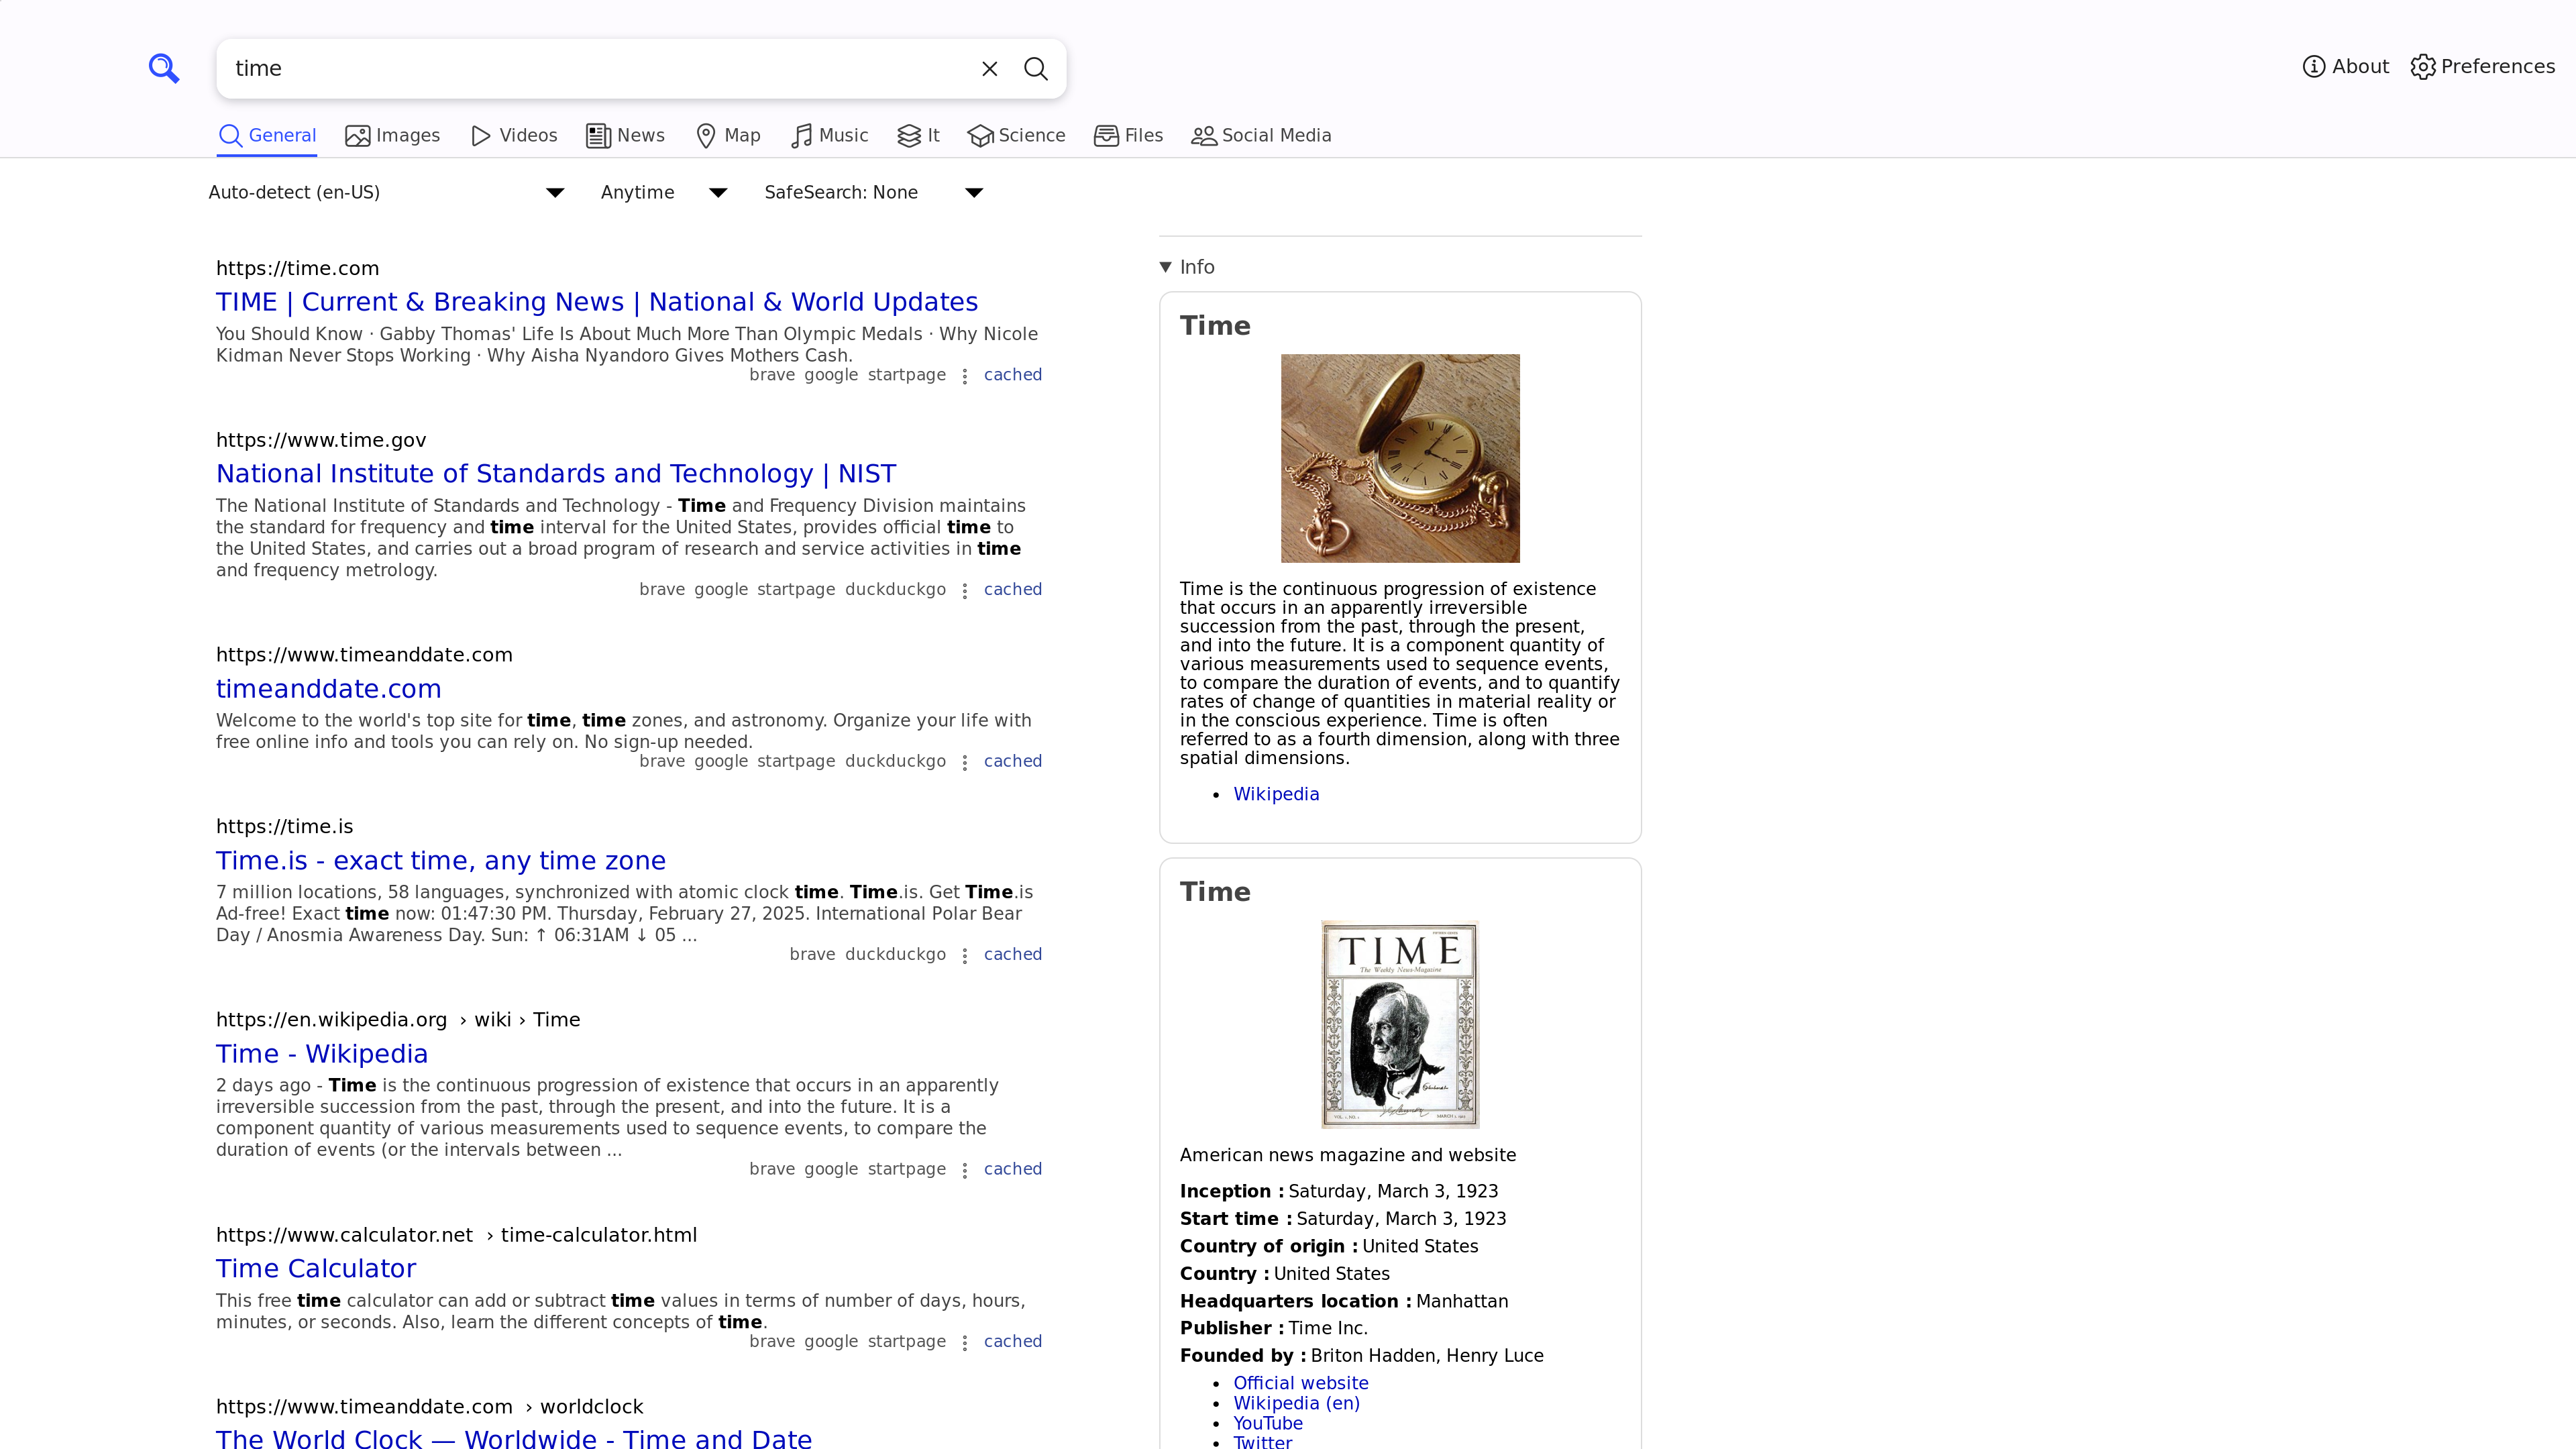 time
About
Preferences
General
Images
Videos
News
Map
Music
It
Science
Files
Social Media
Auto-detect (en-US)
Anytime
SafeSearch: None
https://time.com
TIME | Current & Breaking News | National & World Updates
You Should Know · Gabby Thomas' Life Is About Much More Than Olympic Medals · Why Nicole
Kidman Never Stops Working · Why Aisha Nyandoro Gives Mothers Cash.
brave google startpage cached
https://www.time.gov
National Institute of Standards and Technology | NIST
The National Institute of Standards and Technology - Time and Frequency Division maintains
the standard for frequency and time interval for the United States, provides official time to
the United States, and carries out a broad program of research and service activities in time
and frequency metrology.
brave google startpage duckduckgo cached
https://www.timeanddate.com
timeanddate.com
Welcome to the world's top site for time, time zones, and astronomy. Organize your life with
free online info and tools you can rely on. No sign-up needed.
brave google startpage duckduckgo cached
https://time.is
Time.is - exact time, any time zone
7 million locations, 58 languages, synchronized with atomic clock time. Time.is. Get Time.is
Ad-free! Exact time now: 01:47:30 PM. Thursday, February 27, 2025. International Polar Bear
Day / Anosmia Awareness Day. Sun: ↑ 06:31AM ↓ 05 ...
brave duckduckgo cached
https://en.wikipedia.org › wiki › Time
Time - Wikipedia
2 days ago - Time is the continuous progression of existence that occurs in an apparently
irreversible succession from the past, through the present, and into the future. It is a
component quantity of various measurements used to sequence events, to compare the
duration of events (or the intervals between ...
brave google startpage cached
https://www.calculator.net › time-calculator.html
Time Calculator
This free time calculator can add or subtract time values in terms of number of days, hours,
minutes, or seconds. Also, learn the different concepts of time.
brave google startpage cached
https://www.timeanddate.com › worldclock
The World Clock — Worldwide - Time and Date
Info
Time
Time is the continuous progression of existence
that occurs in an apparently irreversible
succession from the past, through the present,
and into the future. It is a component quantity of
various measurements used to sequence events,
to compare the duration of events, and to quantify
rates of change of quantities in material reality or
in the conscious experience. Time is often
referred to as a fourth dimension, along with three
spatial dimensions.
Wikipedia
Time
TIME
The Weekly News-Magazine
American news magazine and website
Inception : Saturday, March 3, 1923
Start time : Saturday, March 3, 1923
Country of origin : United States
Country : United States
Headquarters location : Manhattan
Publisher : Time Inc.
Founded by : Briton Hadden, Henry Luce
Official website
Wikipedia (en)
YouTube
Twitter